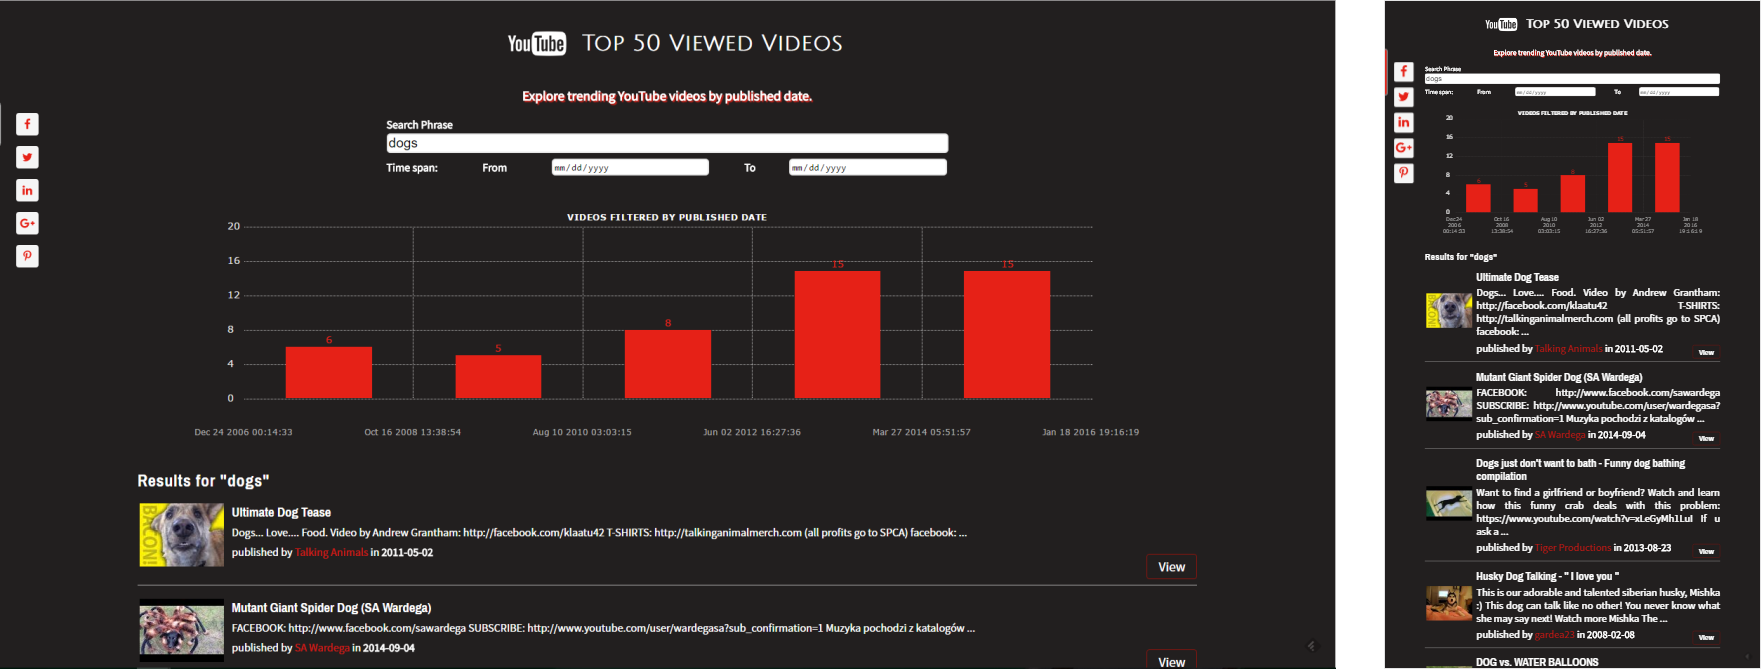 YouTube TOP 50 VIEWED VIDEOS
Explore trending YouTube videos by published date.
Search Phrase
dogs
Time span: From mm/dd/yyyy To mm/dd/yyyy
VIDEOS FILTERED BY PUBLISHED DATE
20
16
12
8
4
0
6
5
8
15
15
Dec 24 2006 00:14:33
Oct 16 2008 13:38:54
Aug 10 2010 03:03:15
Jun 02 2012 16:27:36
Mar 27 2014 05:51:57
Jan 18 2016 19:16:19
Results for "dogs"
BACON!
Ultimate Dog Tease
Dogs... Love.... Food. Video by Andrew Grantham: http://facebook.com/klaatu42 T-SHIRTS: http://talkinganimalmerch.com (all profits go to SPCA) facebook: ...
published by Talking Animals in 2011-05-02
View
Mutant Giant Spider Dog (SA Wardega)
FACEBOOK: http://www.facebook.com/sawardega SUBSCRIBE: http://www.youtube.com/user/wardegasa?sub_confirmation=1 Muzyka pochodzi z katalogów ...
published by SA Wardega in 2014-09-04
View
f
in
G+
YouTube TOP 50 VIEWED VIDEOS
Explore trending YouTube videos by published date.
Search Phrase
dogs
Time span: From mm/dd/yyyy To mm/dd/yyyy
VIDEOS FILTERED BY PUBLISHED DATE
20
16
12
8
4
0
6
5
8
15
15
Dec 24 2006 00:14:33
Oct 16 2008 13:38:54
Aug 10 2010 03:03:15
Jun 02 2012 16:27:36
Mar 27 2014 05:51:57
Jan 18 2016 19:16:19
Results for "dogs"
BACON!
Ultimate Dog Tease
Dogs... Love.... Food. Video by Andrew Grantham:
http://facebook.com/klaatu42 T-SHIRTS:
http://talkinganimalmerch.com (all profits go to SPCA)
facebook: ...
published by Talking Animals in 2011-05-02
View
Mutant Giant Spider Dog (SA Wardega)
FACEBOOK: http://www.facebook.com/sawardega
SUBSCRIBE: http://www.youtube.com/user/wardegasa?
sub_confirmation=1 Muzyka pochodzi z katalogów ...
published by SA Wardega in 2014-09-04
View
Dogs just don't want to bath - Funny dog bathing
compilation
Want to find a girlfriend or boyfriend? Watch and learn
how this funny crab deals with this problem:
https://www.youtube.com/watch?v=xLeGyMh1LuI If u
ask a ...
published by Tiger Productions in 2013-08-23
View
Husky Dog Talking - " I love you "
This is our adorable and talented siberian husky, Mishka
:) This dog can talk like no other! You never know what
she may say next! Watch more Mishka The ...
published by gardea23 in 2008-02-08
View
DOG vs. WATER BALLOONS
f
in
G+